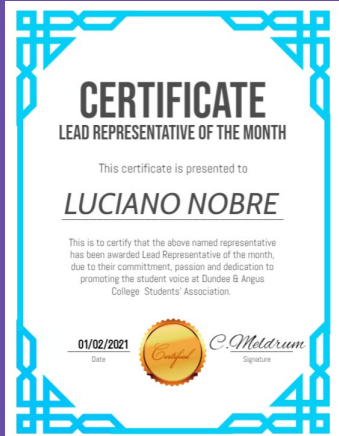 CERTIFICATE
LEAD REPRESENTATIVE OF THE MONTH
This certificate is presented to
LUCIANO NOBRE
This is to certify that the above named representative
has been awarded Lead Representative of the month,
due to their committment, passion and dedication to
promoting the student voice at Dundee & Angus
College Students' Association.
01/02/2021
Date
Certified
C.Meldrum
Signature